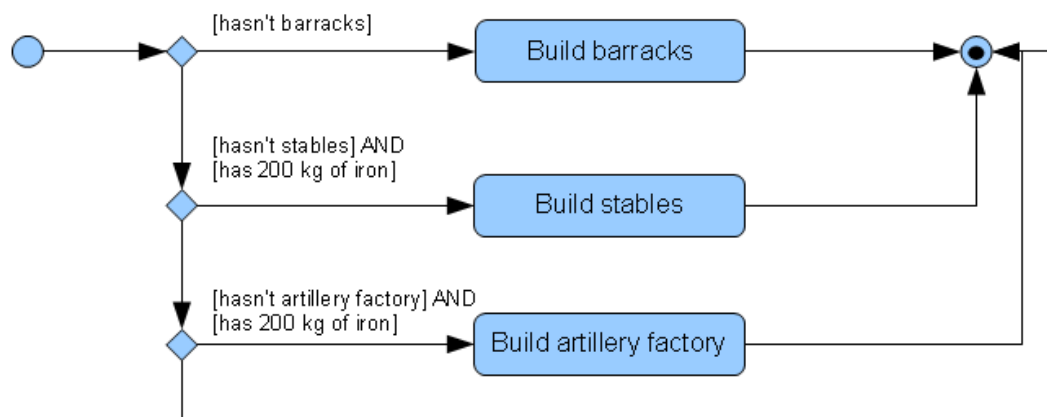 [hasn't barracks]
Build barracks
[hasn't stables] AND
[has 200 kg of iron]
Build stables
[hasn't artillery factory] AND
[has 200 kg of iron]
Build artillery factory